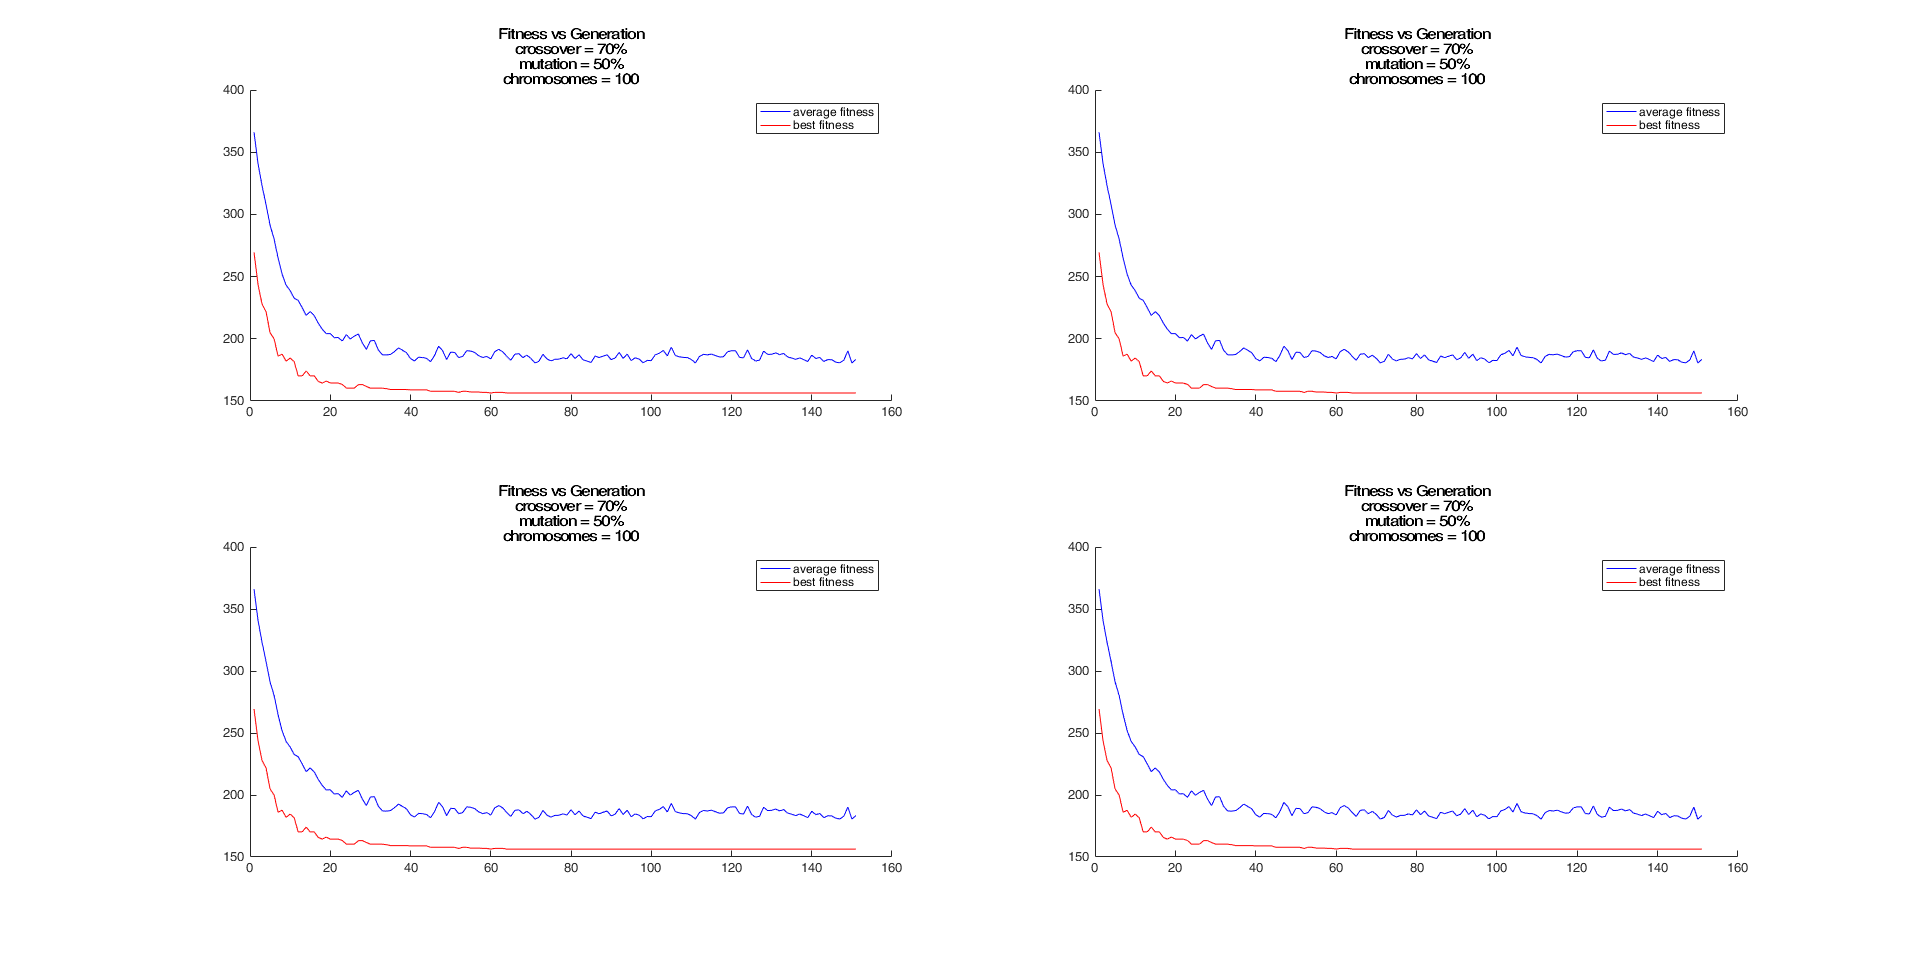 Fitness vs Generation
crossover = 70%
mutation = 50%
chromosomes = 100
400
350
300
250
200
150
0 20 40 60 80 100 120 140 160
average fitness
best fitness
Fitness vs Generation
crossover = 70%
mutation = 50%
chromosomes = 100
400
350
300
250
200
150
0 20 40 60 80 100 120 140 160
average fitness
best fitness
Fitness vs Generation
crossover = 70%
mutation = 50%
chromosomes = 100
400
350
300
250
200
150
0 20 40 60 80 100 120 140 160
average fitness
best fitness
Fitness vs Generation
crossover = 70%
mutation = 50%
chromosomes = 100
400
350
300
250
200
150
0 20 40 60 80 100 120 140 160
average fitness
best fitness